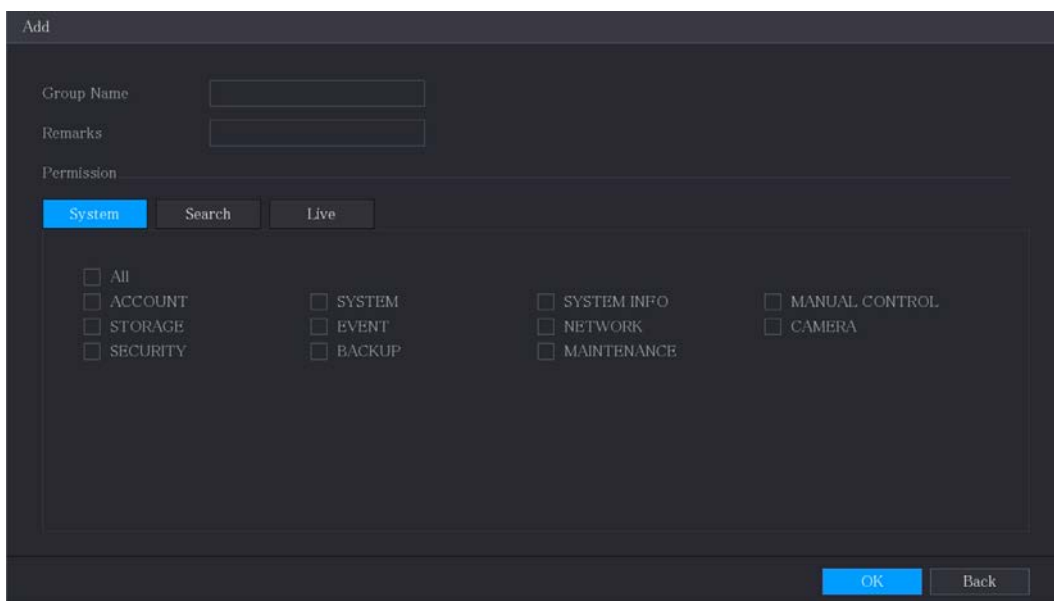 Add
Group Name
Remarks
Permission
System Search Live
All
ACCOUNT SYSTEM SYSTEM INFO MANUAL CONTROL
STORAGE EVENT NETWORK CAMERA
SECURITY BACKUP MAINTENANCE
OK Back